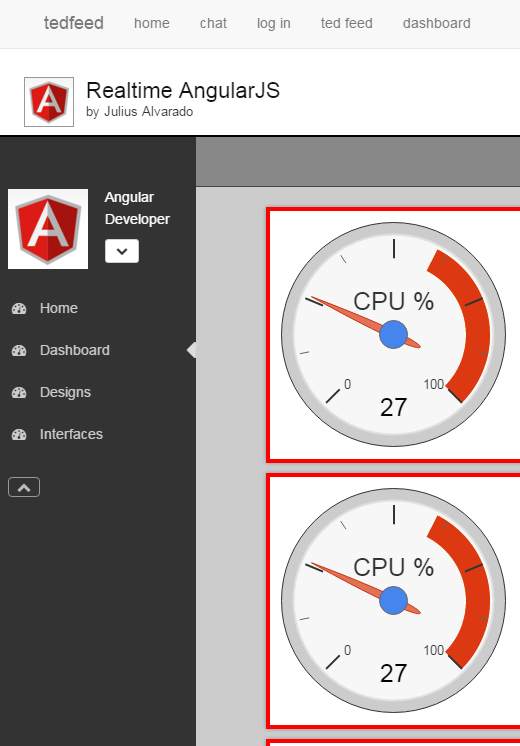 tedfeed home chat log in ted feed dashboard
Realtime AngularJS
by Julius Alvarado
Angular
Developer
Home
Dashboard
Designs
Interfaces
CPU %
0 100
27
CPU %
0 100
27